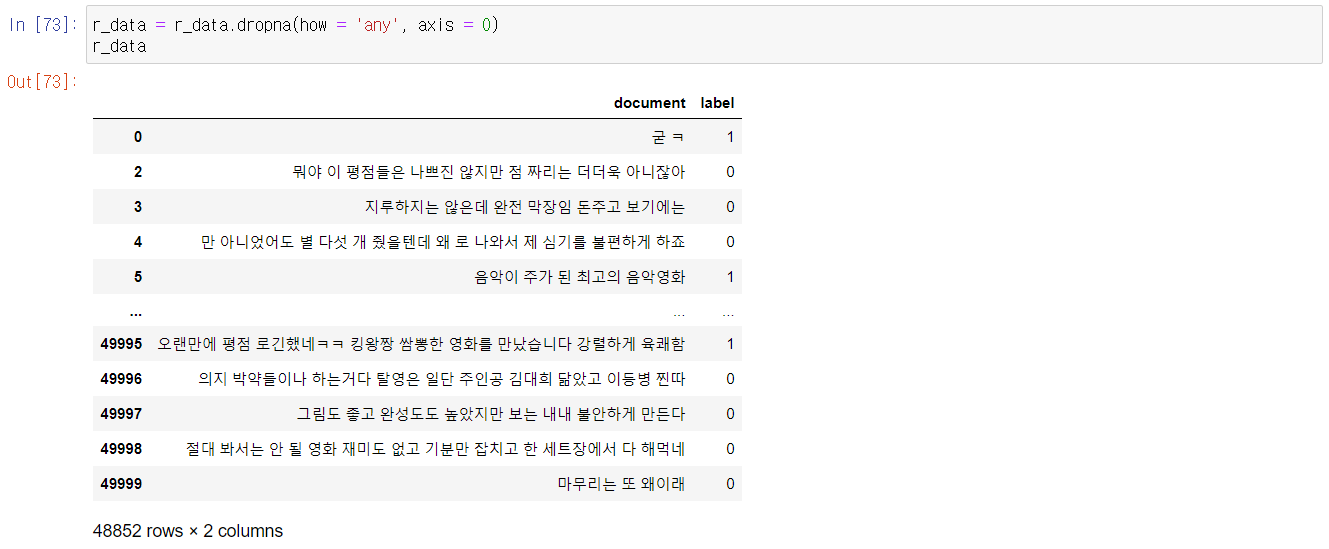 In [73]: r_data = r_data.dropna(how = 'any', axis = 0)
r_data
Out[73]:
document label
0 굳 ㅋ 1
2 뭐야 이 평점들은 나쁘진 않지만 점 짜리는 더더욱 아니잖아 0
3 지루하지는 않은데 완전 막장임 돈주고 보기에는 0
4 만 아니었어도 별 다섯 개 줬을텐데 왜 로 나와서 제 심기를 불편하게 하죠 0
5 음악이 주가 된 최고의 음악영화 1
... ... ...
49995 오랜만에 평점 로긴했네ㅋㅋ 킹왕짱 쌈뽕한 영화를 만났습니다 강렬하게 육쾌함 1
49996 의지 박약들이나 하는거다 탈영은 일단 주인공 김대희 닮았고 이등병 찐따 0
49997 그림도 좋고 완성도도 높았지만 보는 내내 불안하게 만든다 0
49998 절대 봐서는 안 될 영화 재미도 없고 기분만 잡치고 한 세트장에서 다 해먹네 0
49999 마무리는 또 왜이래 0
48852 rows × 2 columns